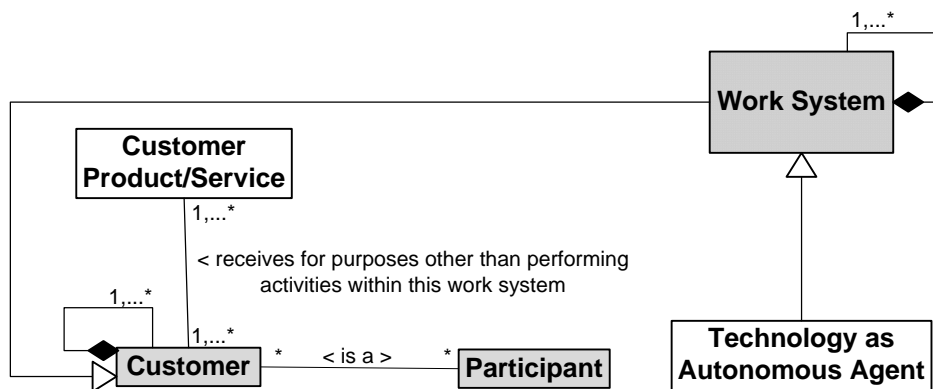 1,...*
Work System
Customer
Product/Service
1,...*
< receives for purposes other than performing
activities within this work system
1,...*
1,...*
Customer
* < is a > *
Participant
Technology as
Autonomous Agent